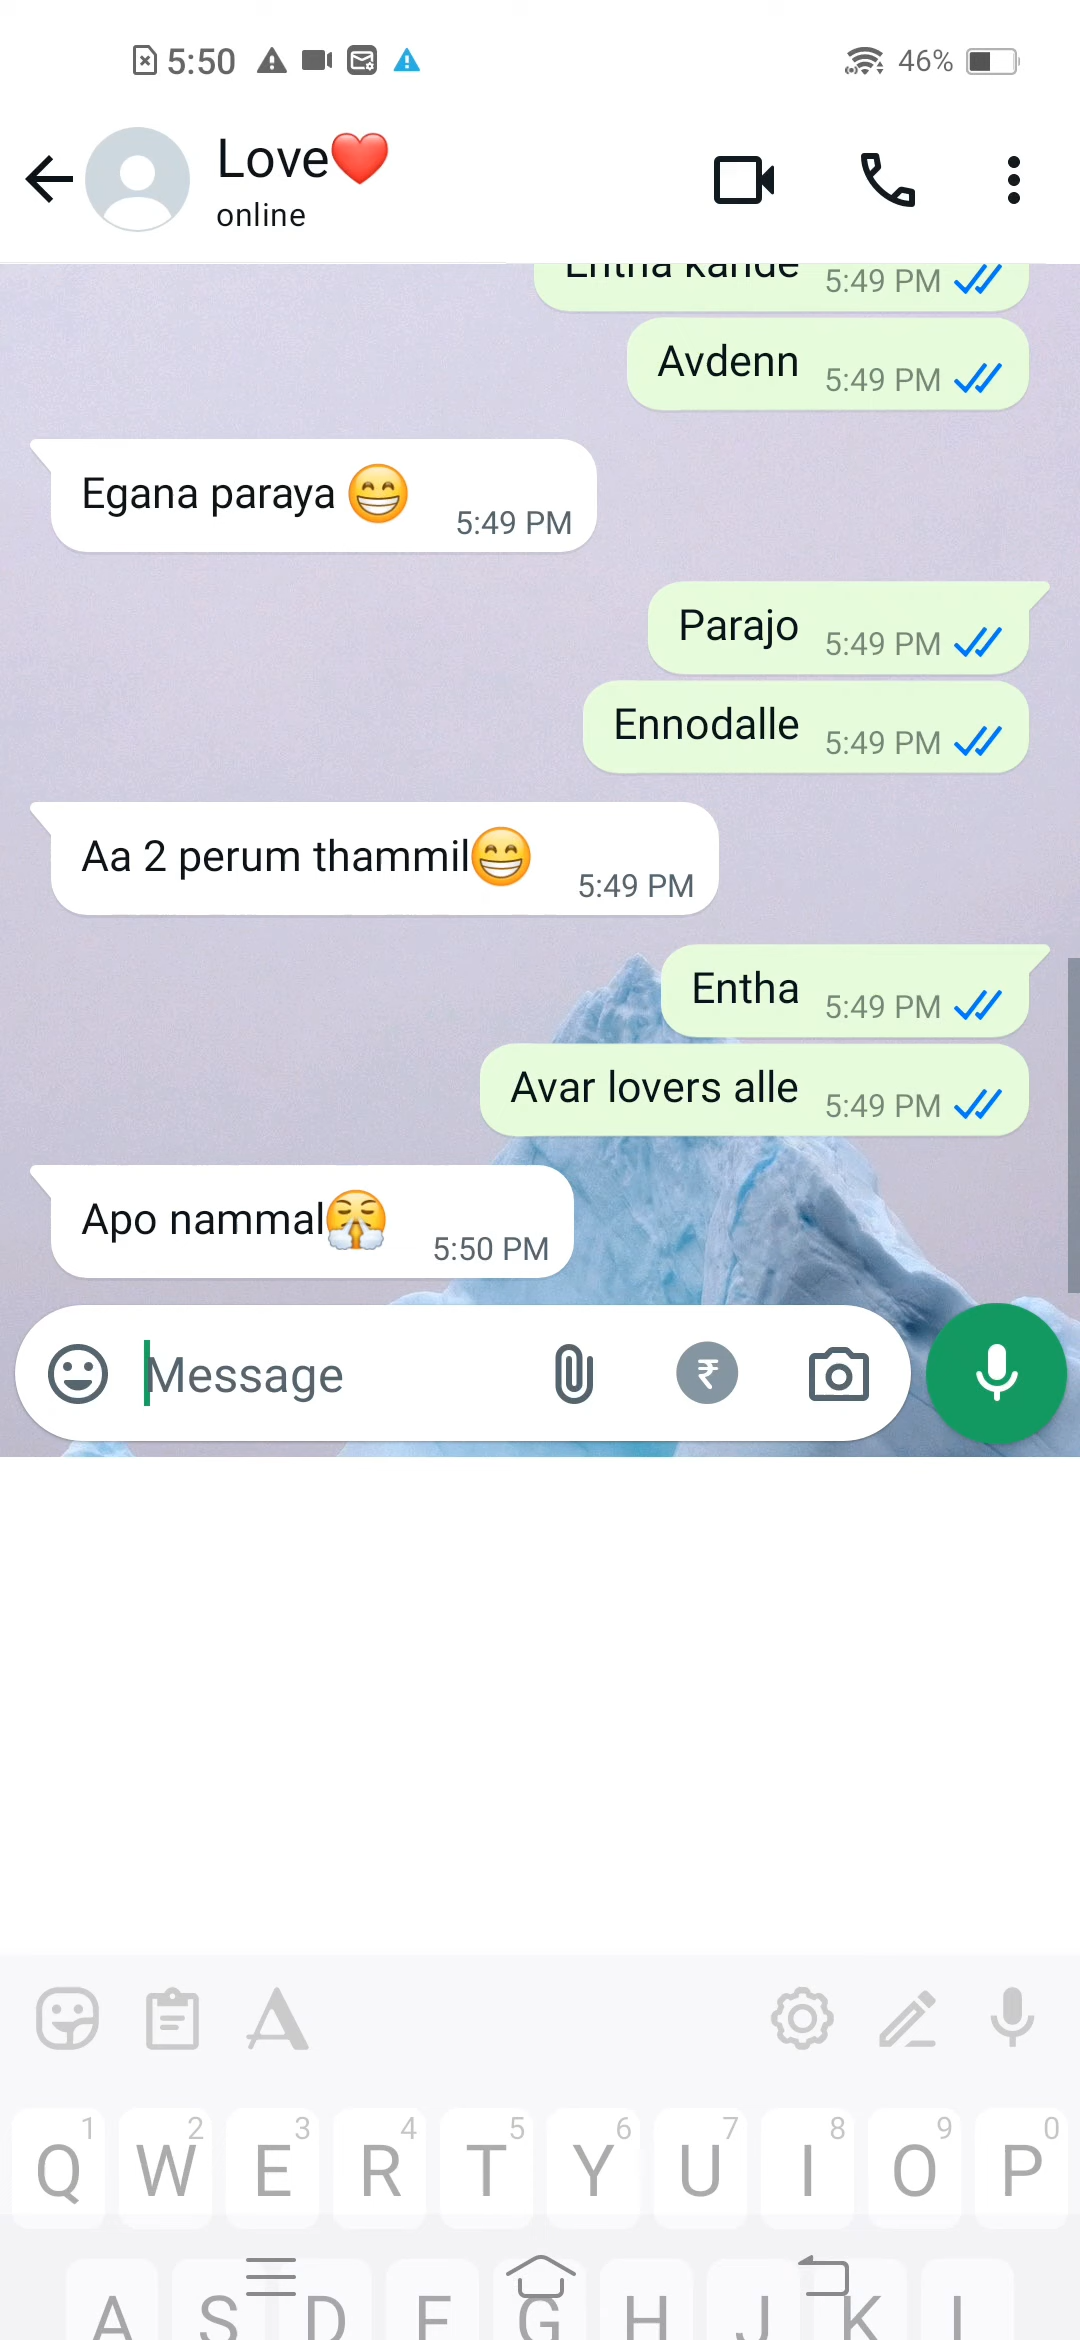 5:50
46%
Love❤️
online
Entha kande 5:49 PM
Avdenn 5:49 PM
Egana paraya 😁 5:49 PM
Parajo 5:49 PM
Ennodalle 5:49 PM
Aa 2 perum thammil😁 5:49 PM
Entha 5:49 PM
Avar lovers alle 5:49 PM
Apo nammal😤 5:50 PM
Message
₹
A
1 2 3 4 5 6 7 8 9 0
Q W E R T Y U I O P
A S D F G H J K L